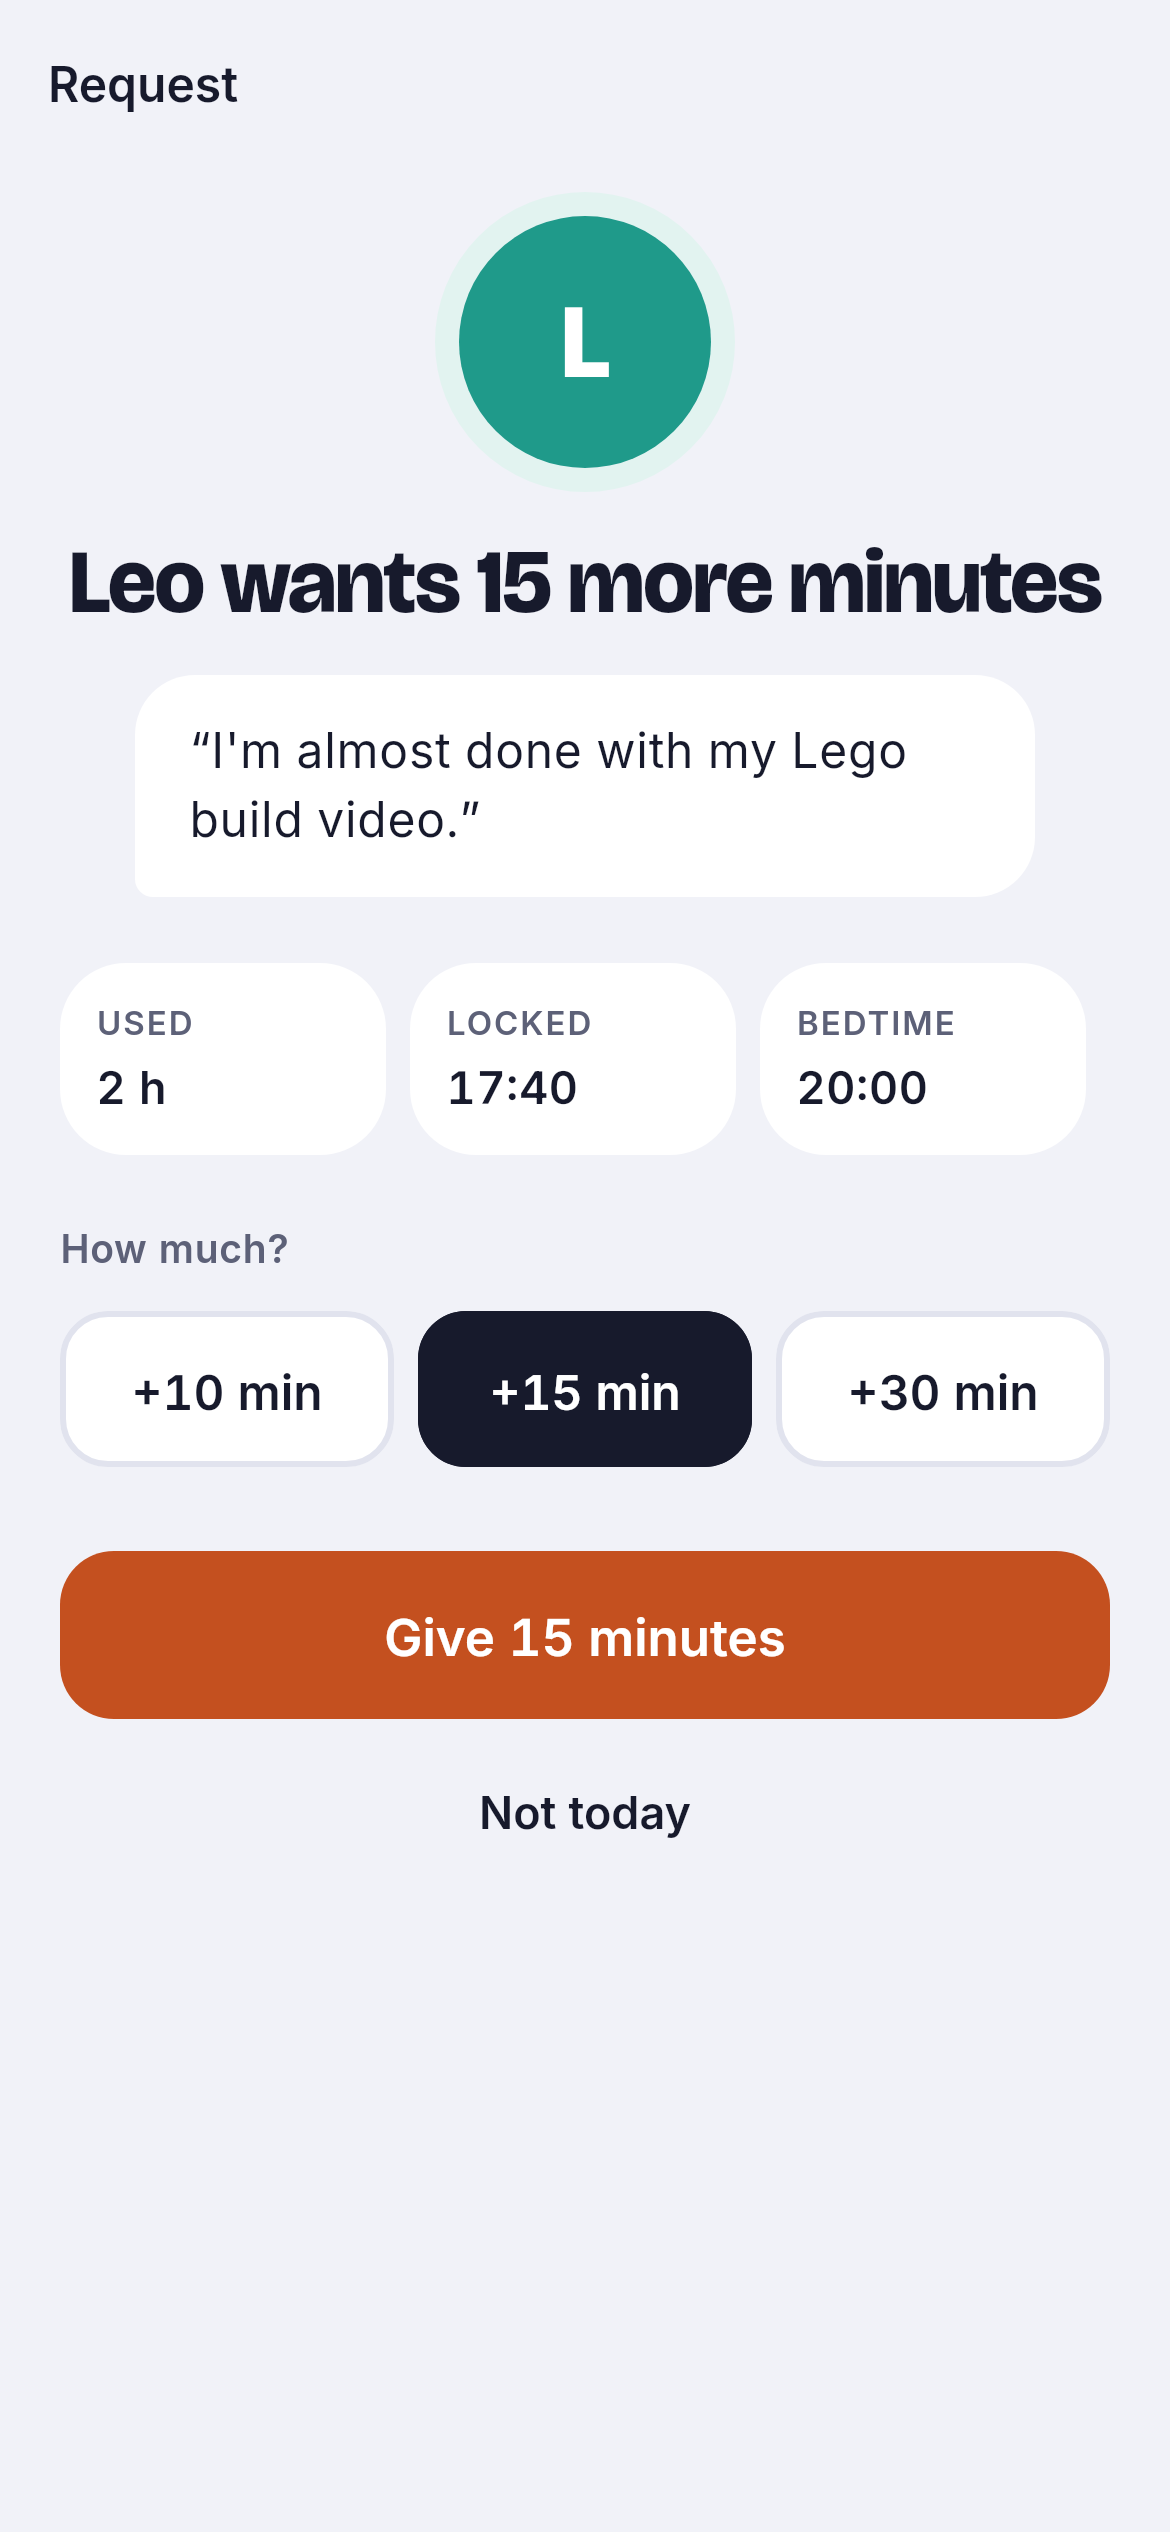 Request
L
Leo wants 15 more minutes
“I'm almost done with my Lego
build video.”
USED
2 h
LOCKED
17:40
BEDTIME
20:00
How much?
+10 min
+15 min
+30 min
Give 15 minutes
Not today